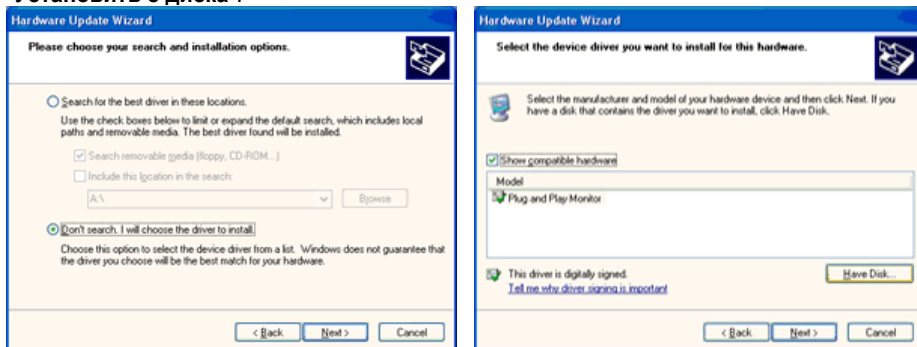 Hardware Update Wizard
Please choose your search and installation options.
Search for the best driver in these locations.
Use the check boxes below to limit or expand the default search, which includes local
paths and removable media. The best driver found will be installed.
Search removable media (floppy, CD-ROM...)
Include this location in the search:
A:\
Browse
Don't search. I will choose the driver to install.
Choose this option to select the device driver from a list. Windows does not guarantee that
the driver you choose will be the best match for your hardware.
< Back
Next >
Cancel
Hardware Update Wizard
Select the device driver you want to install for this hardware.
Select the manufacturer and model of your hardware device and then click Next. If you
have a disk that contains the driver you want to install, click Have Disk.
Show compatible hardware
Model
Plug and Play Monitor
This driver is digitally signed.
Have Disk...
Tell me why driver signing is important
< Back
Next >
Cancel